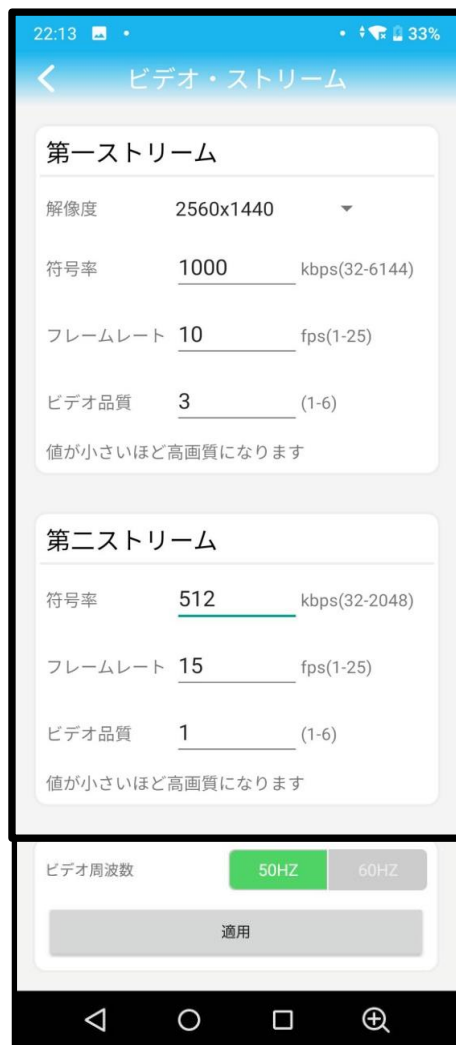 22:13
33%
ビデオ・ストリーム
第一ストリーム
解像度 2560x1440
符号率 1000 kbps(32-6144)
フレームレート 10 fps(1-25)
ビデオ品質 3 (1-6)
値が小さいほど高画質になります
第二ストリーム
符号率 512 kbps(32-2048)
フレームレート 15 fps(1-25)
ビデオ品質 1 (1-6)
値が小さいほど高画質になります
ビデオ周波数 50HZ 60HZ
適用